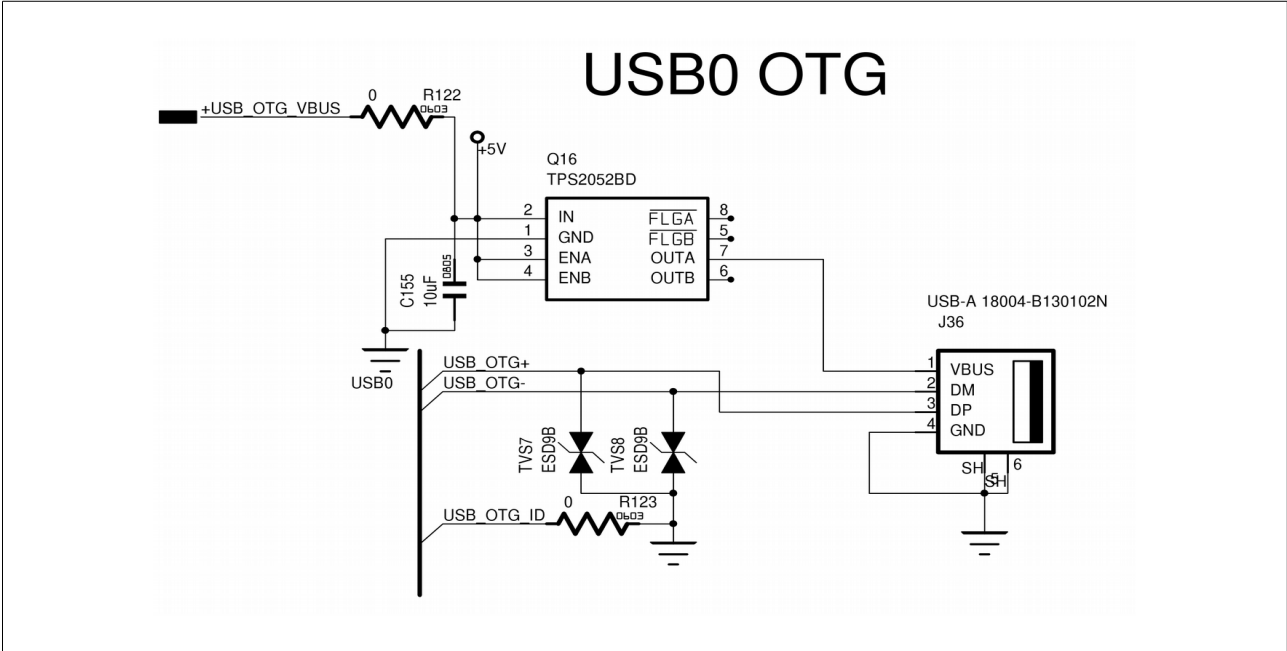 USB0 OTG
0 R122
+USB_OTG_VBUS 0603
+5V
Q16
TPS2052BD
2 IN FLGA 8
1 GND FLGB 5
3 ENA OUTA 7
4 ENB OUTB 6
C155
10uF
0805
USB-A 18004-B130102N
J36
USB0
USB_OTG+
USB_OTG-
1 VBUS
2 DM
3 DP
4 GND
TVS7
ESD9B
TVS8
ESD9B
SH 6
5
SH
0 R123
USB_OTG_ID 0603